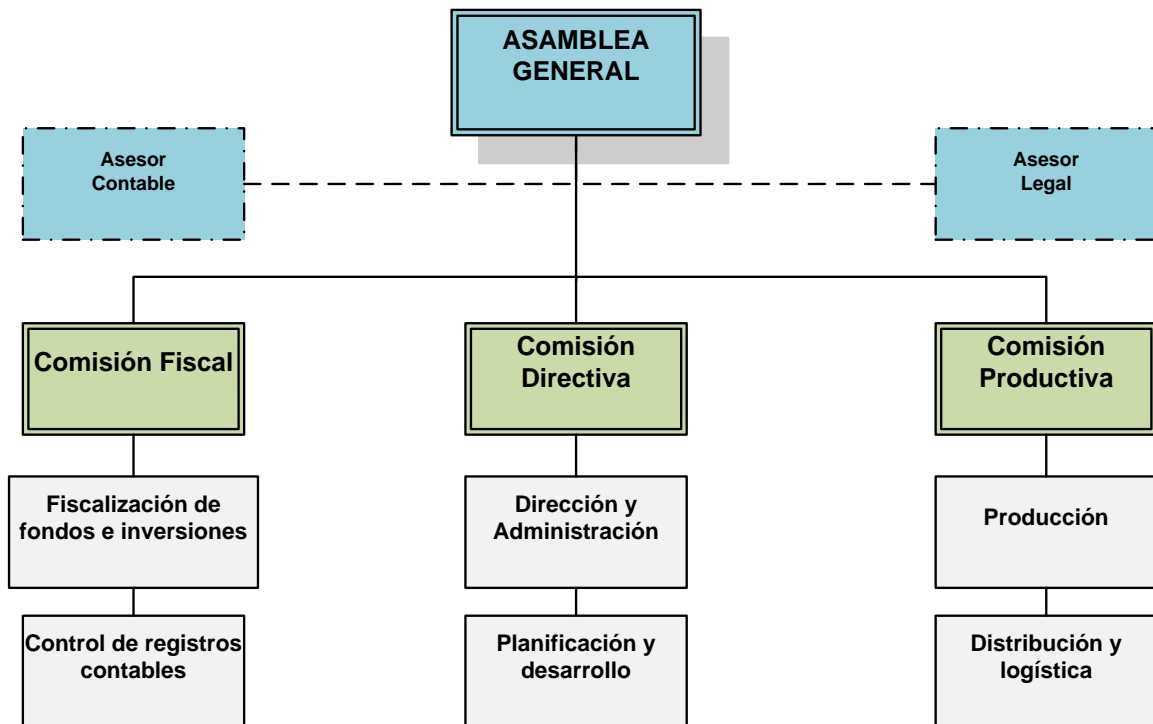 ASAMBLEA
GENERAL
Asesor
Contable
Asesor
Legal
Comisión Fiscal
Comisión
Directiva
Comisión
Productiva
Fiscalización de
fondos e inversiones
Dirección y
Administración
Producción
Control de registros
contables
Planificación y
desarrollo
Distribución y
logística